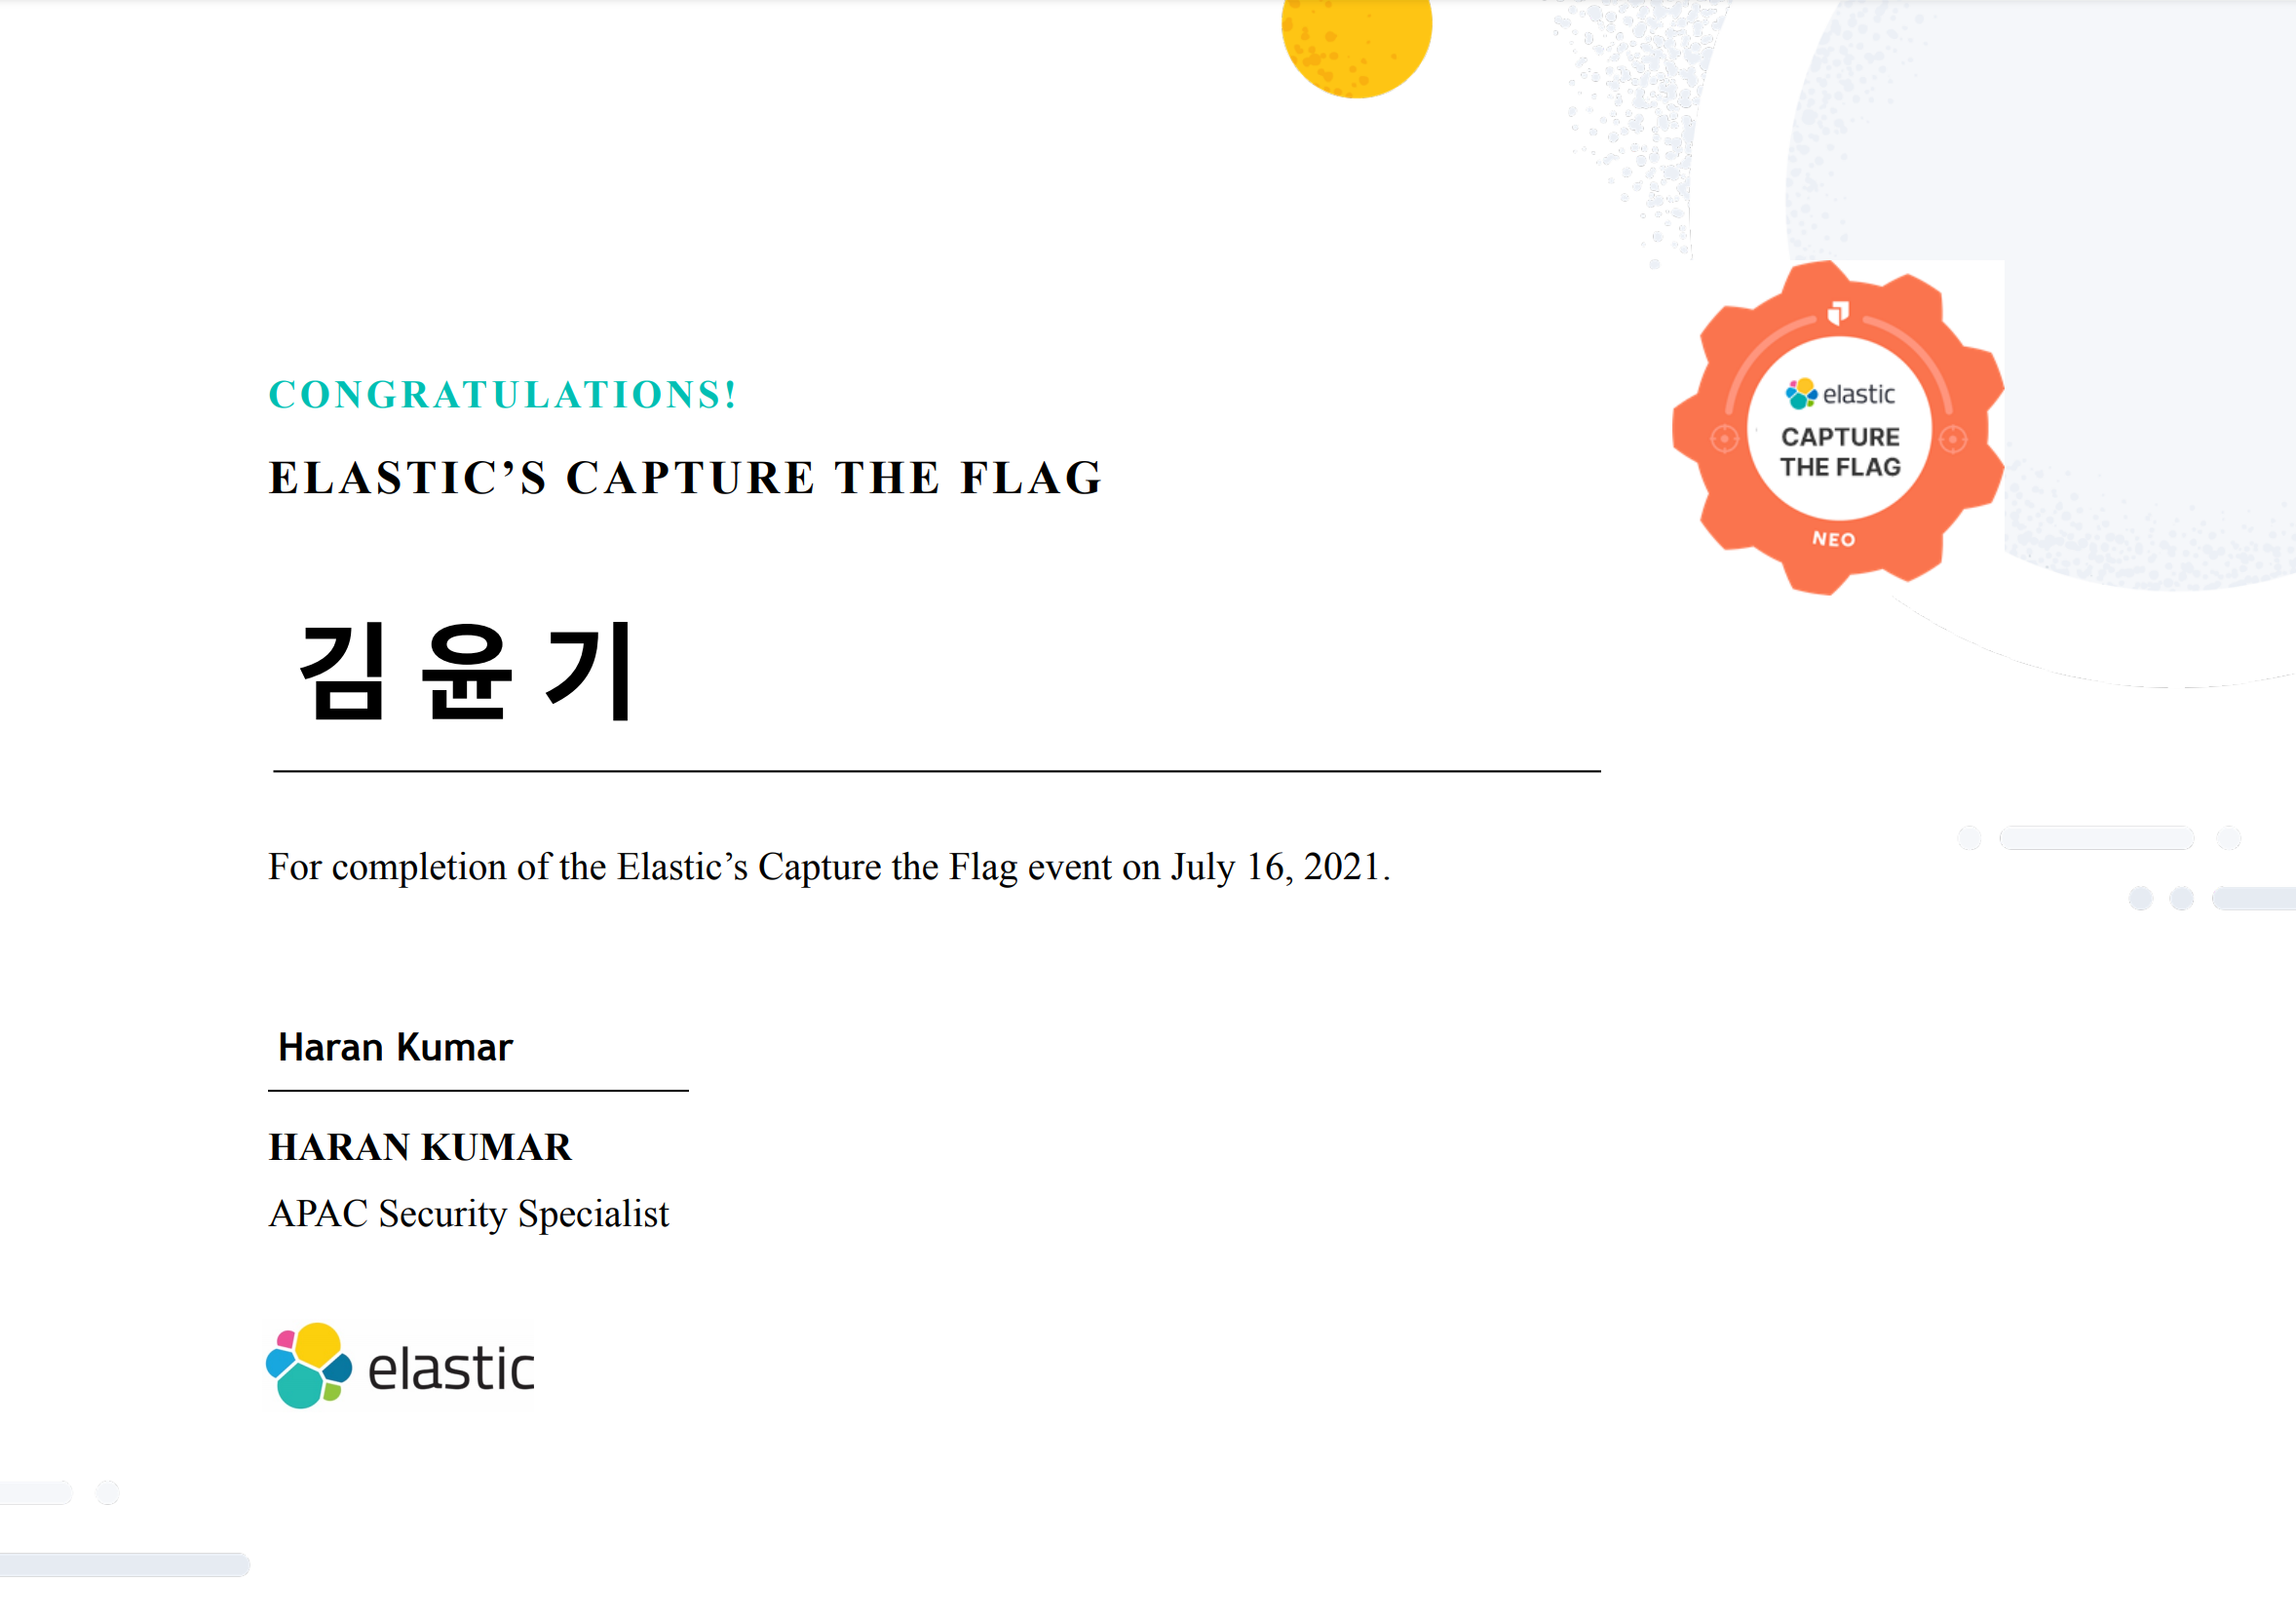 CONGRATULATIONS!
ELASTIC’S CAPTURE THE FLAG
elastic
CAPTURE
THE FLAG
NEO
김 윤 기
For completion of the Elastic’s Capture the Flag event on July 16, 2021.
Haran Kumar
HARAN KUMAR
APAC Security Specialist
elastic